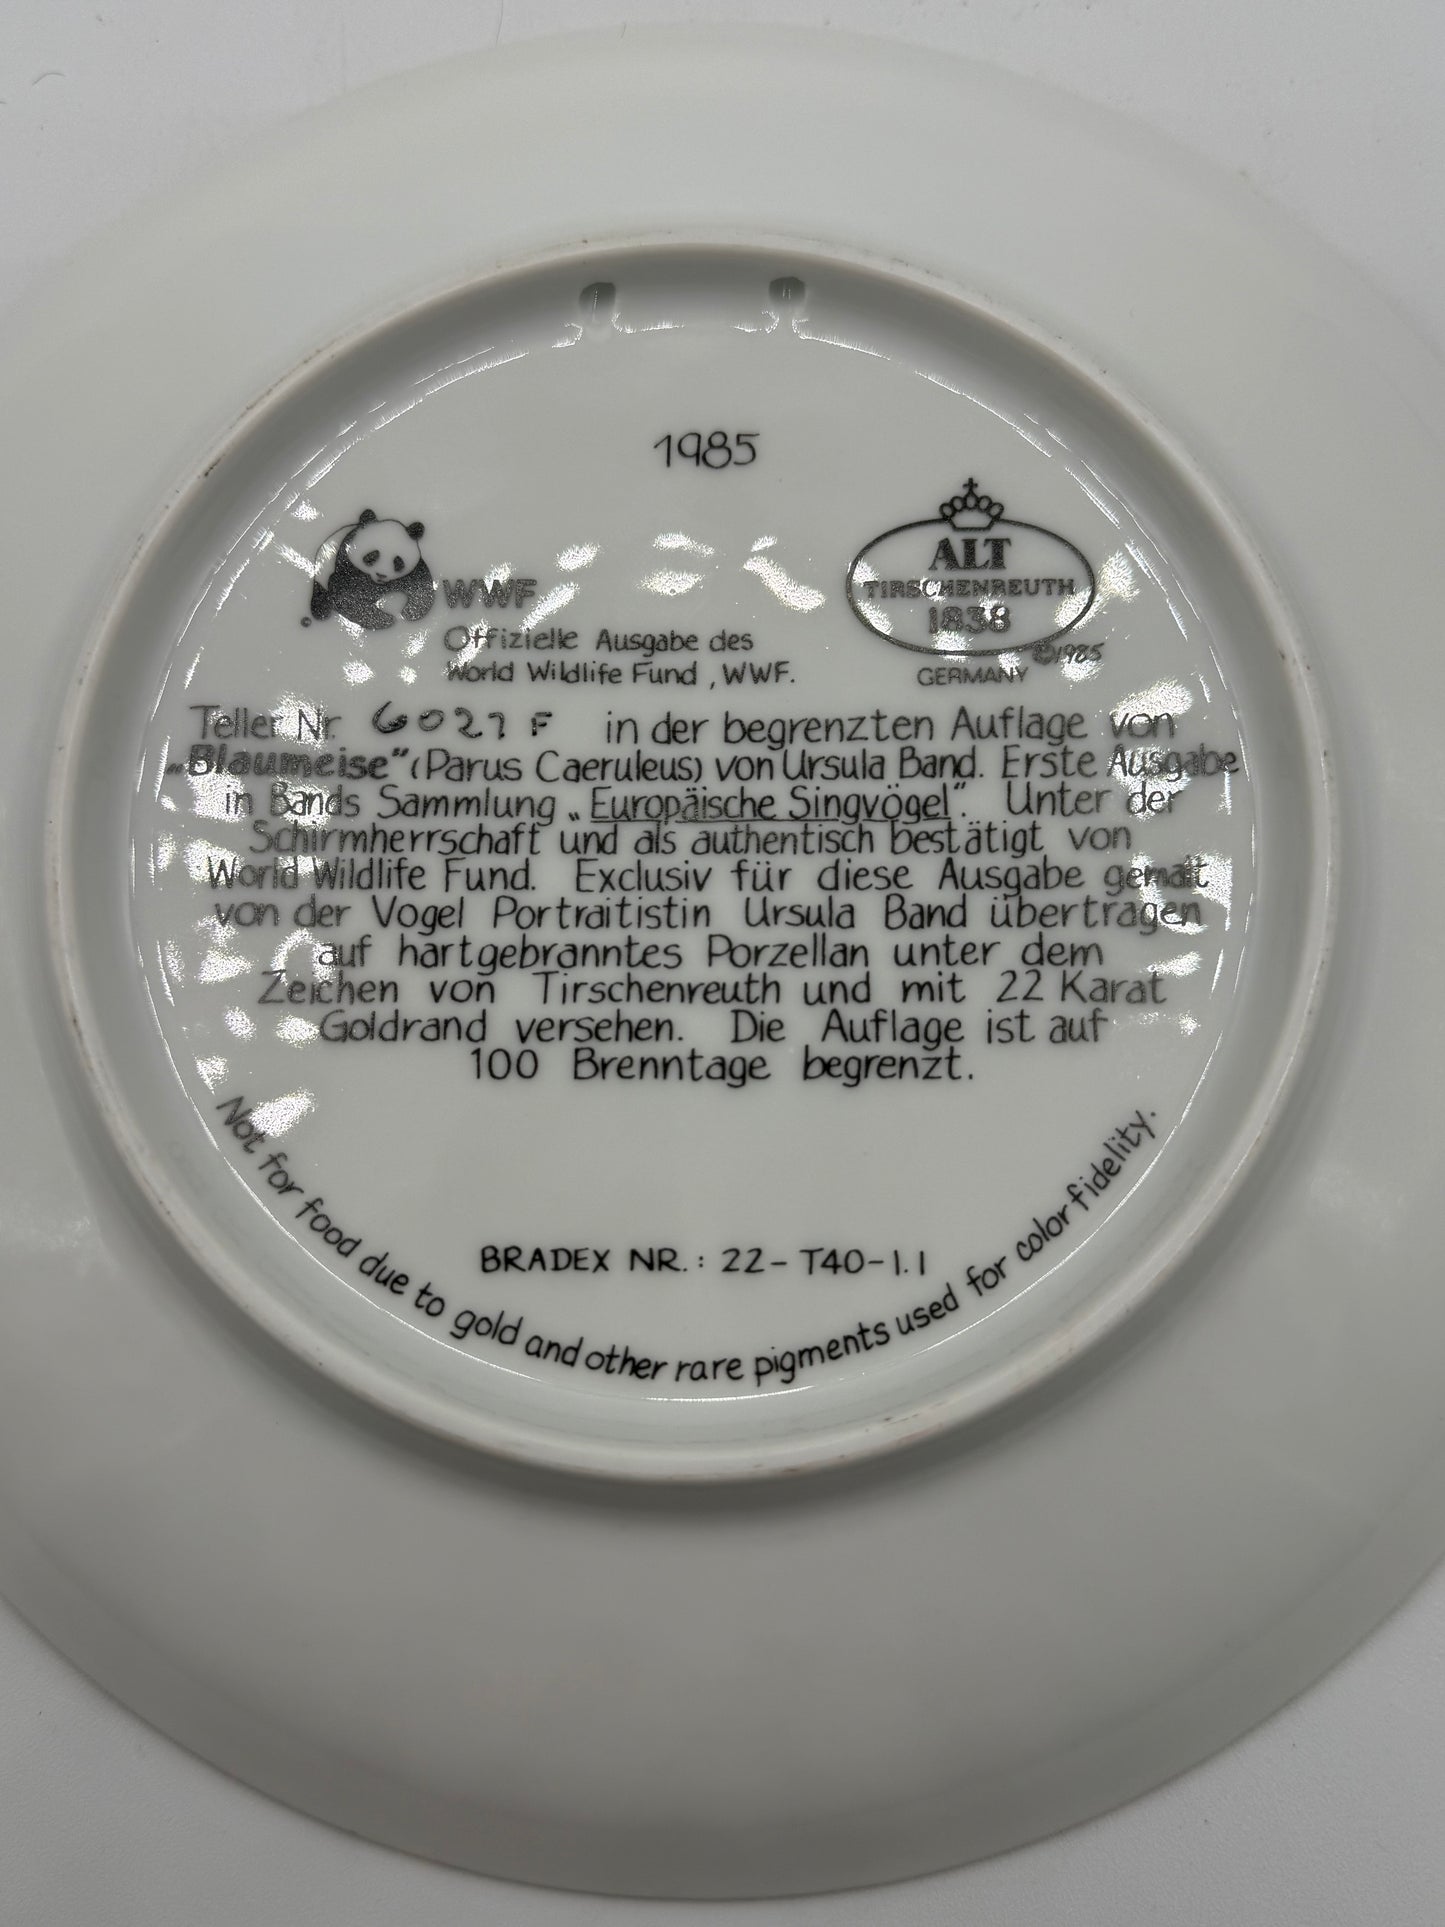 1985
WWF
Offizielle Ausgabe des
World Wildlife Fund, WWF.
ALT
TIRSCHENREUTH
1838
©1985
GERMANY
Teller Nr. 6027 F in der begrenzten Auflage von
„Blaumeise“ (Parus Caeruleus) von Ursula Band. Erste Ausgabe
in Bands Sammlung „Europäische Singvögel“. Unter der
Schirmherrschaft und als authentisch bestätigt von
World Wildlife Fund. Exclusiv für diese Ausgabe gemalt
von der Vogel Portraitistin Ursula Band übertragen
auf hartgebranntes Porzellan unter dem
Zeichen von Tirschenreuth und mit 22 Karat
Goldrand versehen. Die Auflage ist auf
100 Brenntage begrenzt.
BRADEX NR.: 22-T40-1.1
Not for food due to gold and other rare pigments used for color fidelity.